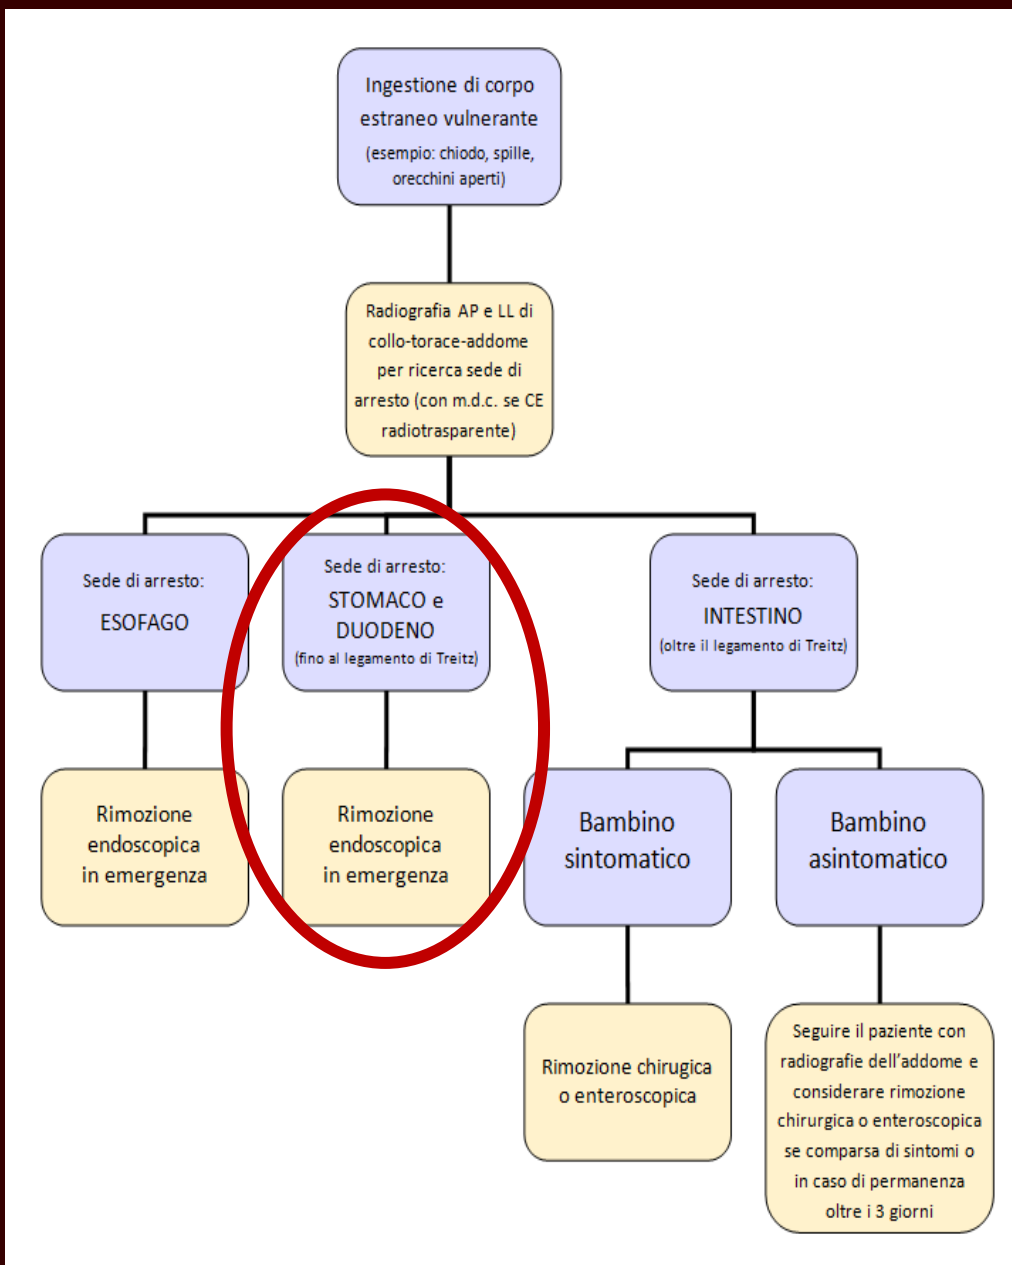 Ingestione di corpo
estraneo vulnerante
(esempio: chiodo, spille,
orecchini aperti)
Radiografia AP e LL di
collo-torace-addome
per ricerca sede di
arresto (con m.d.c. se CE
radiotrasparente)
Sede di arresto:
ESOFAGO
Sede di arresto:
STOMACO e
DUODENO
(fino al legamento di Treitz)
Sede di arresto:
INTESTINO
(oltre il legamento di Treitz)
Rimozione
endoscopica
in emergenza
Rimozione
endoscopica
in emergenza
Bambino
sintomatico
Bambino
asintomatico
Rimozione chirugica
o enteroscopica
Seguire il paziente con
radiografie dell'addome e
considerare rimozione
chirurgica o enteroscopica
se comparsa di sintomi o
in caso di permanenza
oltre i 3 giorni